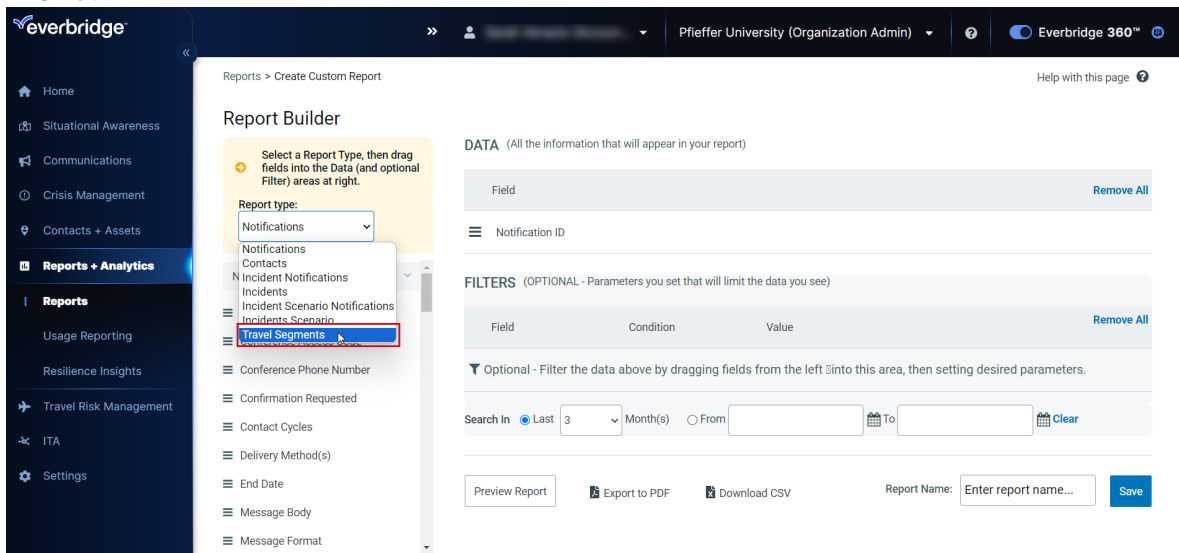 everbridge
Pfieffer University (Organization Admin)
Everbridge 360™
Home
Situational Awareness
Communications
Crisis Management
Contacts + Assets
Reports + Analytics
Reports
Usage Reporting
Resilience Insights
Travel Risk Management
ITA
Settings
Reports > Create Custom Report
Help with this page
Report Builder
Select a Report Type, then drag
fields into the Data (and optional
Filter) areas at right.
Report type:
Notifications
Notifications
Contacts
Incident Notifications
Incidents
Incident Scenario Notifications
Incidents Scenario
Travel Segments
Conference Phone Number
Confirmation Requested
Contact Cycles
Delivery Method(s)
End Date
Message Body
Message Format
DATA (All the information that will appear in your report)
Field Remove All
Notification ID
FILTERS (OPTIONAL - Parameters you set that will limit the data you see)
Field Condition Value Remove All
Optional - Filter the data above by dragging fields from the left into this area, then setting desired parameters.
Search In Last 3 Month(s) From To Clear
Preview Report Export to PDF Download CSV Report Name: Enter report name... Save